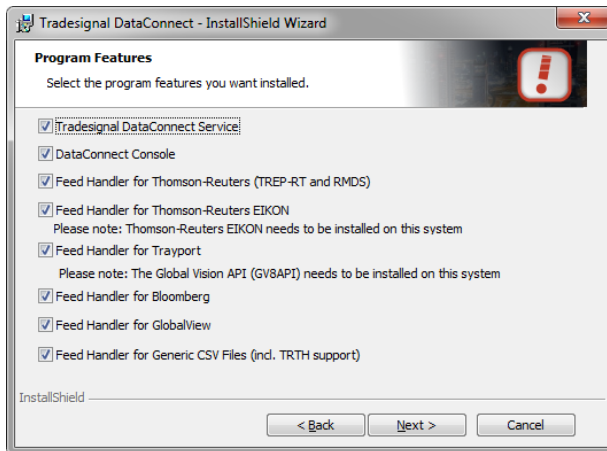 Tradesignal DataConnect - InstallShield Wizard
Program Features
Select the program features you want installed.
Tradesignal DataConnect Service
DataConnect Console
Feed Handler for Thomson-Reuters (TREP-RT and RMDS)
Feed Handler for Thomson-Reuters EIKON
Please note: Thomson-Reuters EIKON needs to be installed on this system
Feed Handler for Trayport
Please note: The Global Vision API (GV8API) needs to be installed on this system
Feed Handler for Bloomberg
Feed Handler for GlobalView
Feed Handler for Generic CSV Files (incl. TRTH support)
InstallShield
< Back Next > Cancel